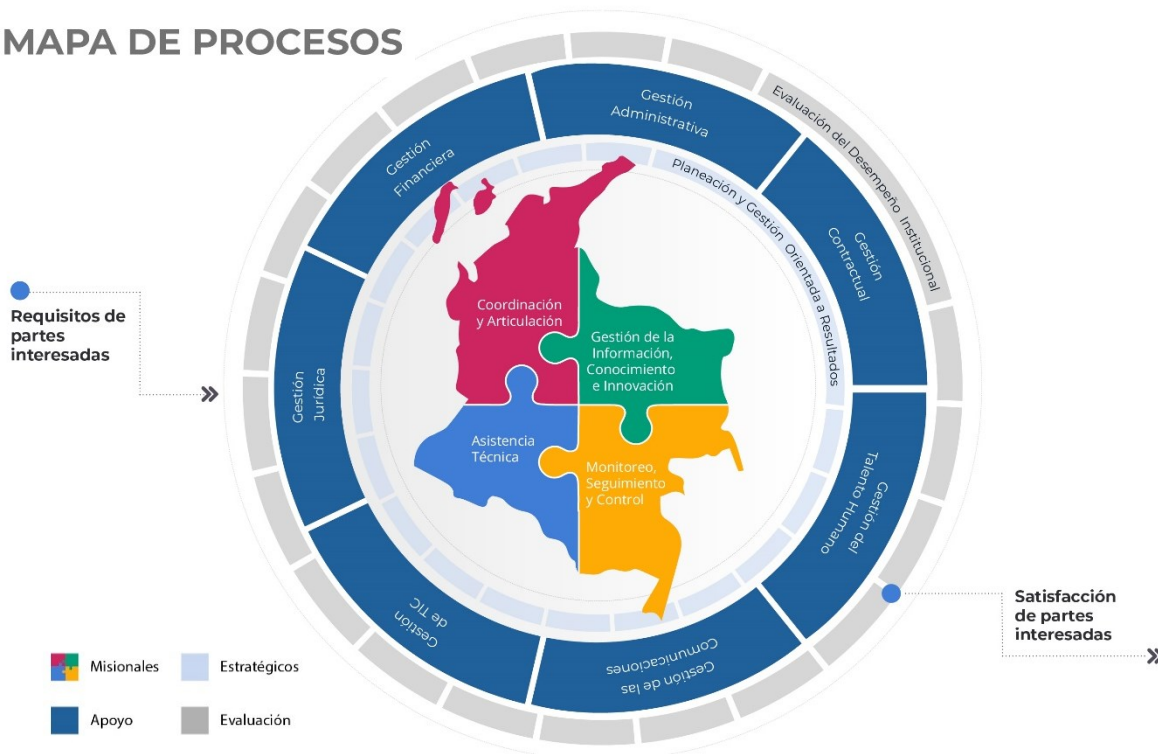 MAPA DE PROCESOS
Requisitos de
partes
interesadas
Gestión
Administrativa
Gestión
Financiera
Gestión
Jurídica
Gestión
de TIC
Gestión de las
Comunicaciones
Gestión del
Talento Humano
Gestión
Contractual
Evaluación del Desempeño Institucional
Planeación y Gestión Orientada a Resultados
Coordinación
y Articulación
Gestión de la
Información,
Conocimiento
e Innovación
Asistencia
Técnica
Monitoreo,
Seguimiento
y Control
Satisfacción
de partes
interesadas
Misionales
Estratégicos
Apoyo
Evaluación